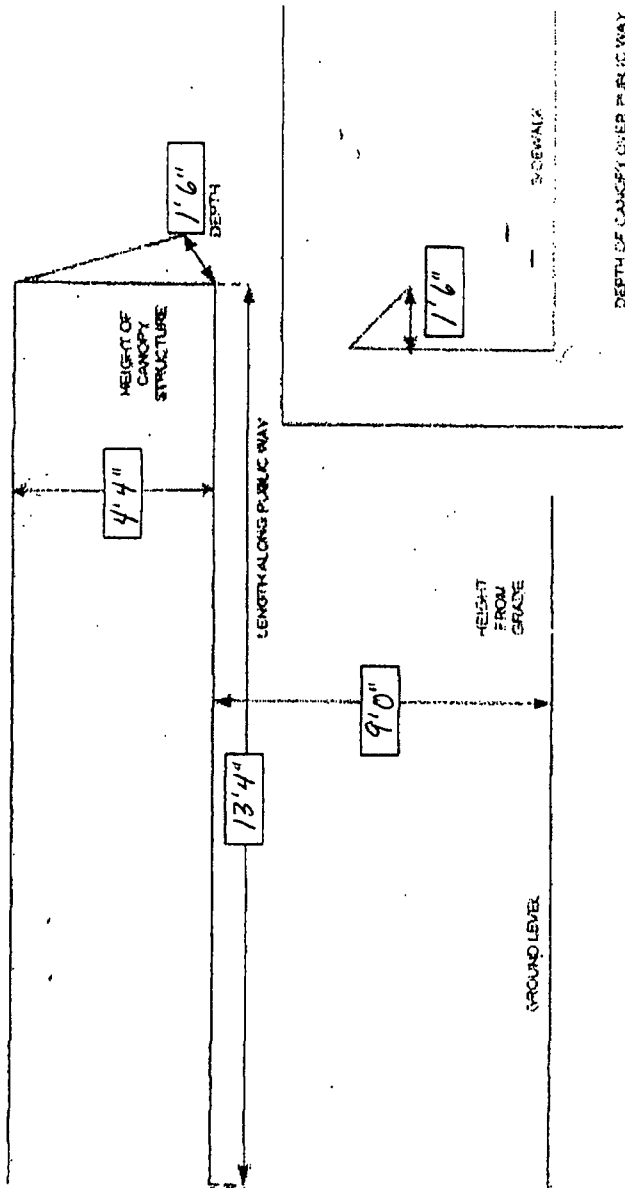 1'6"
DEPTH
HEIGHT OF
CANOPY
STRUCTURE
4'4"
LENGTH ALONG PUBLIC WAY
13'4"
9'0"
HEIGHT
FROM
GRADE
GROUND LEVEL
1'6"
SIDEWALK
DEPTH OF CANOPY OVER PUBLIC WAY